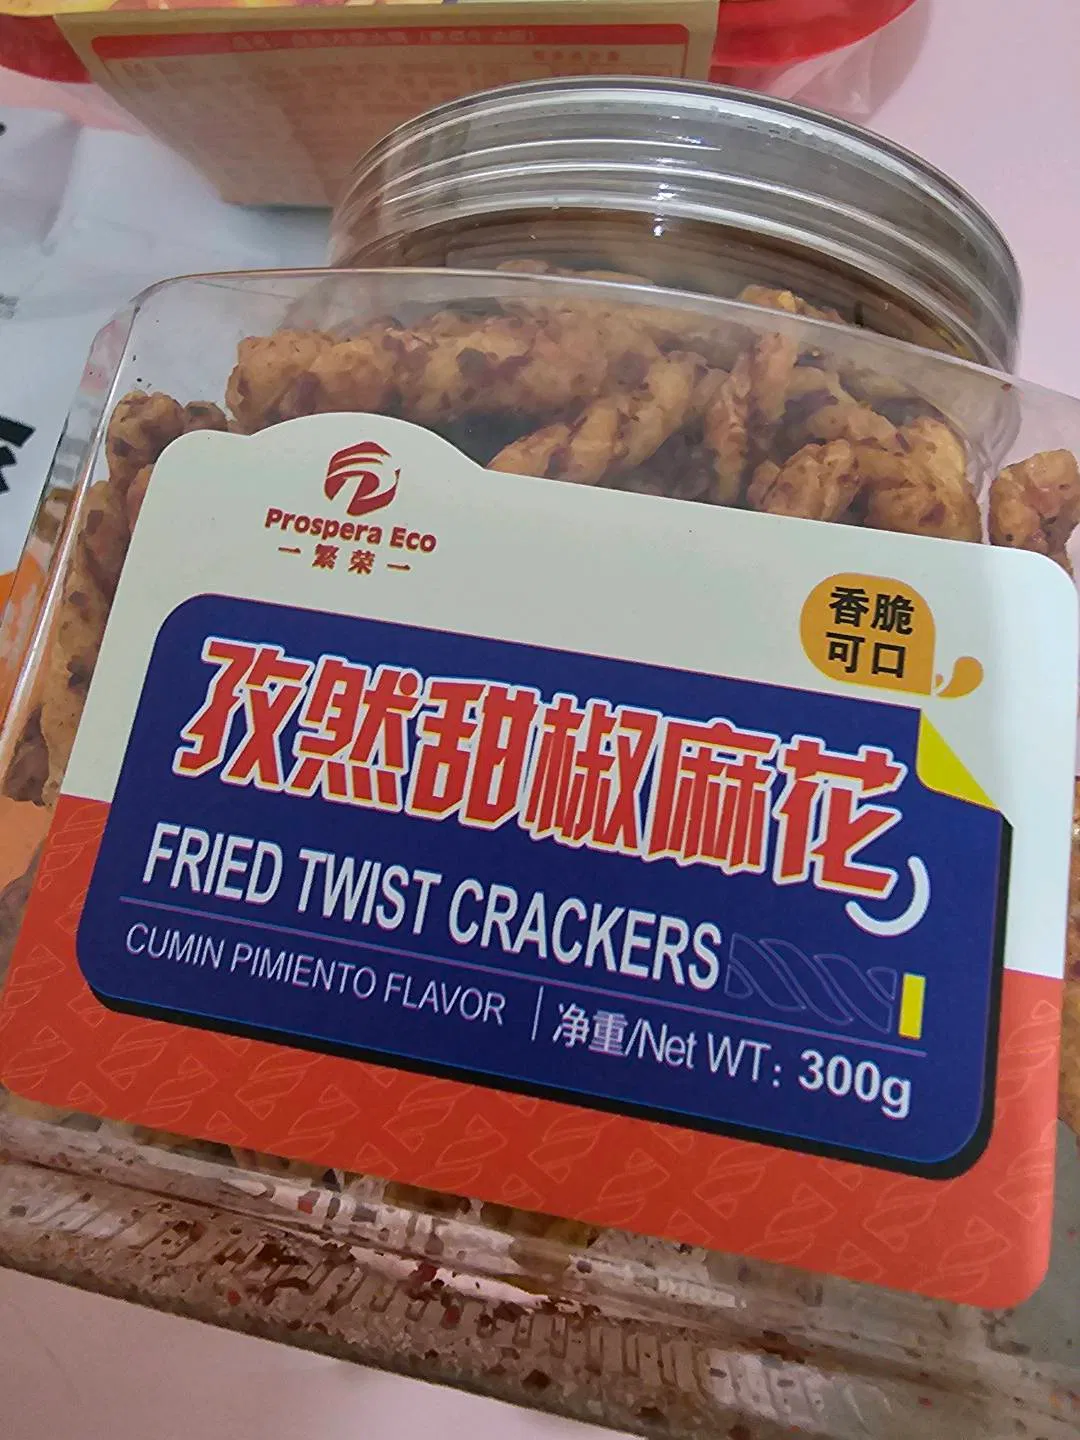 Prospera Eco
一繁荣一
香脆
可口
孜然甜椒麻花
FRIED TWIST CRACKERS
CUMIN PIMIENTO FLAVOR
净重/Net WT: 300g